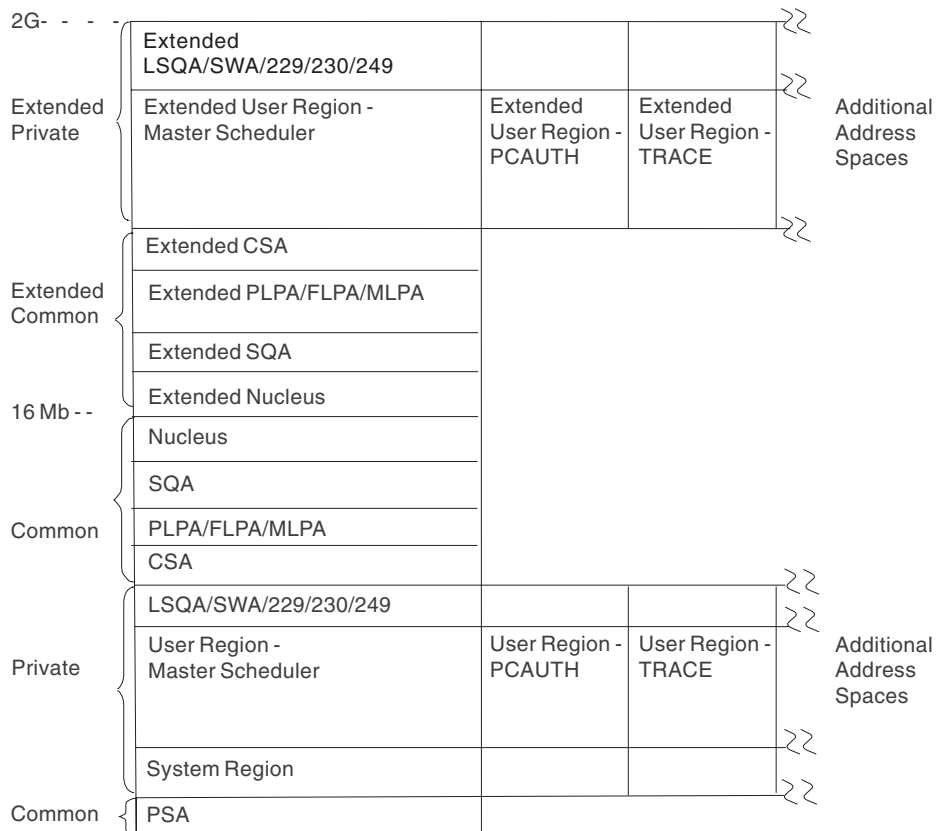 2G- - - -
Extended
LSQA/SWA/229/230/249
Extended
Private
Extended User Region -
Master Scheduler
Extended
User Region -
PCAUTH
Extended
User Region -
TRACE
Additional
Address
Spaces
Extended CSA
Extended
Common
Extended PLPA/FLPA/MLPA
Extended SQA
Extended Nucleus
16 Mb - -
Nucleus
SQA
Common
PLPA/FLPA/MLPA
CSA
LSQA/SWA/229/230/249
Private
User Region -
Master Scheduler
User Region -
PCAUTH
User Region -
TRACE
Additional
Address
Spaces
System Region
Common
PSA